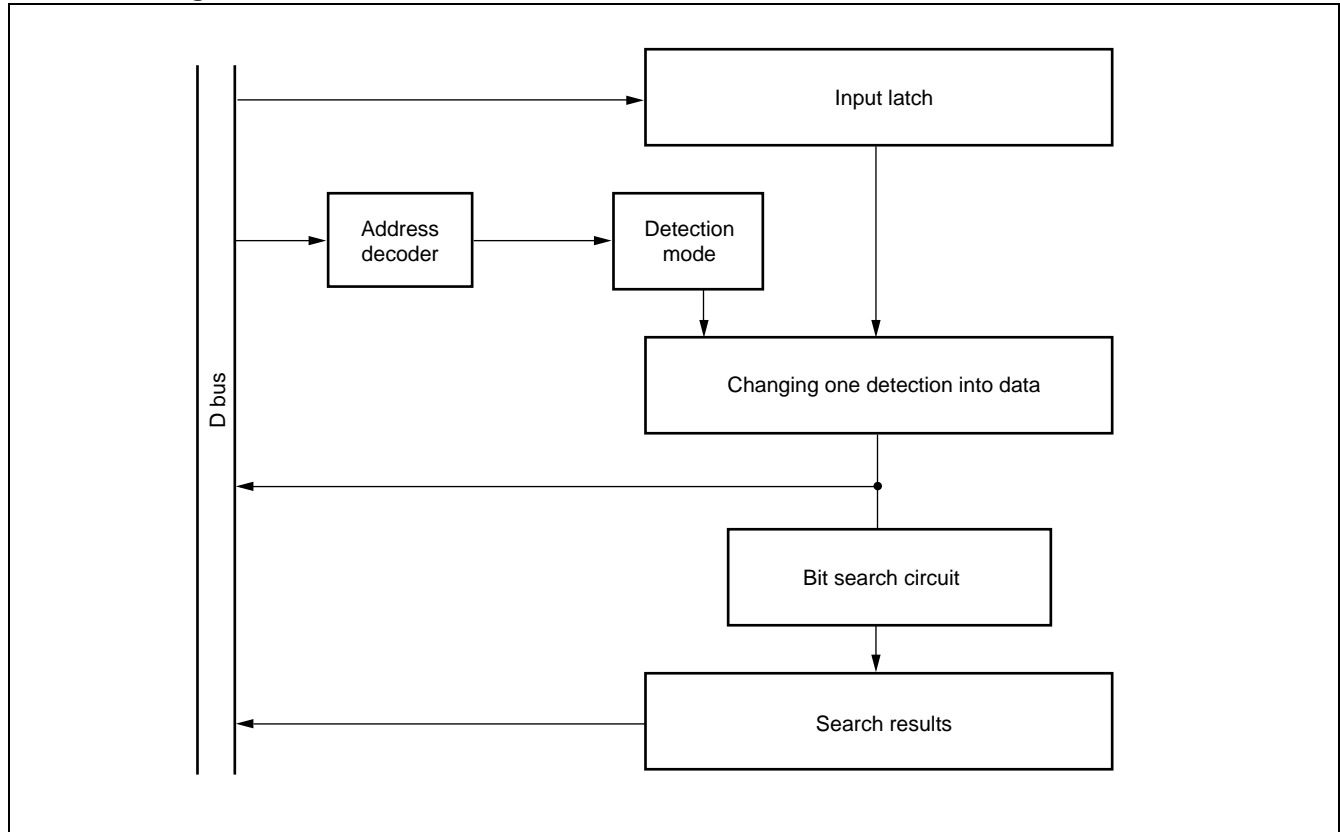 Input latch
Address
decoder
Detection
mode
Changing one detection into data
D bus
Bit search circuit
Search results